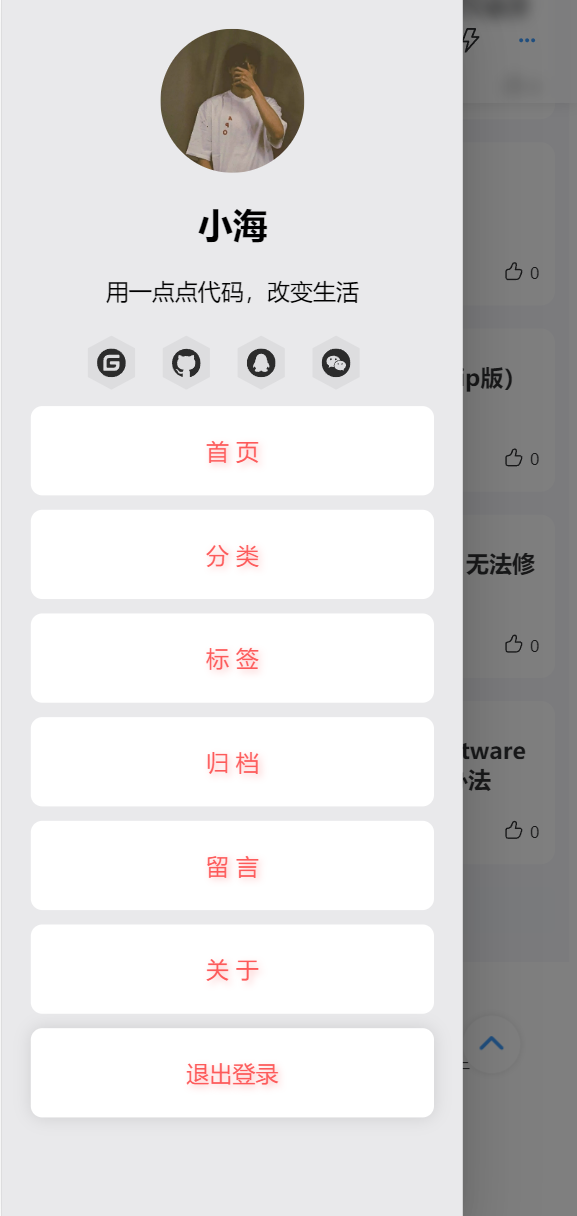 小海
用一点点代码，改变生活
首 页
分 类
标 签
归 档
留 言
关 于
退出登录
0
ip版）
0
无法修
0
tware
法
0